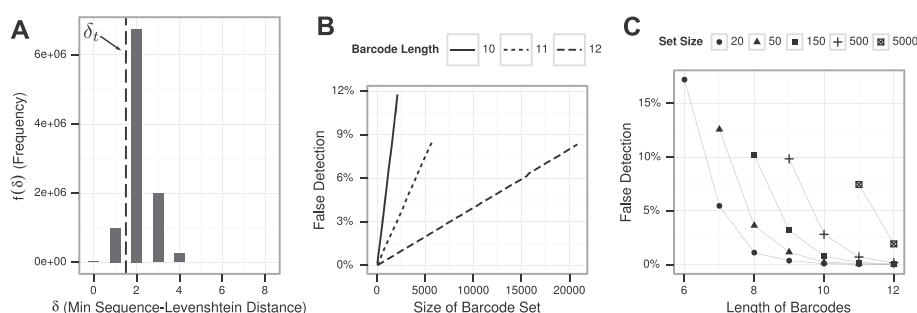 A
δt
6e+06
4e+06
2e+06
0e+00
f(δ) (Frequency)
0 2 4 6 8
δ (Min Sequence-Levenshtein Distance)
B
Barcode Length 10 11 12
12%
9%
6%
3%
0%
False Detection
0 5000 10000 15000 20000
Size of Barcode Set
C
Set Size 20 50 150 500 5000
15%
10%
5%
0%
False Detection
6 8 10 12
Length of Barcodes